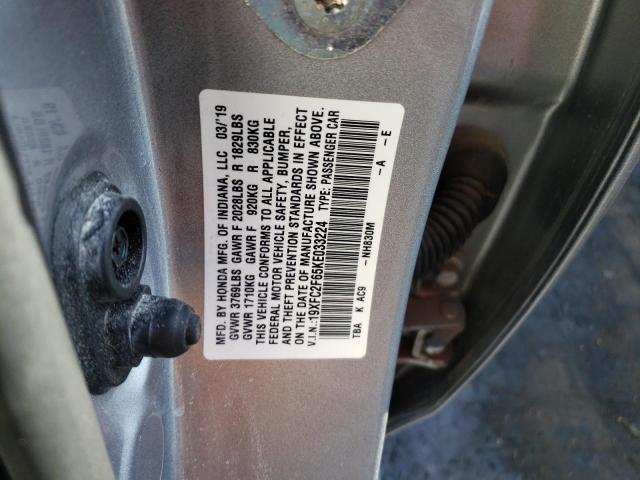 MFD. BY HONDA MFG. OF INDIANA, LLC 03/'19
GVWR 3769LBS GAWR F 2028LBS R 1829LBS
GVWR 1710KG GAWR F 920KG R 830KG
THIS VEHICLE CONFORMS TO ALL APPLICABLE
FEDERAL MOTOR VEHICLE SAFETY, BUMPER,
AND THEFT PREVENTION STANDARDS IN EFFECT
ON THE DATE OF MANUFACTURE SHOWN ABOVE.
V.I.N.:19XFC2F65KE033224 TYPE: PASSENGER CAR
TBA K AC9 -NH830M -A -E